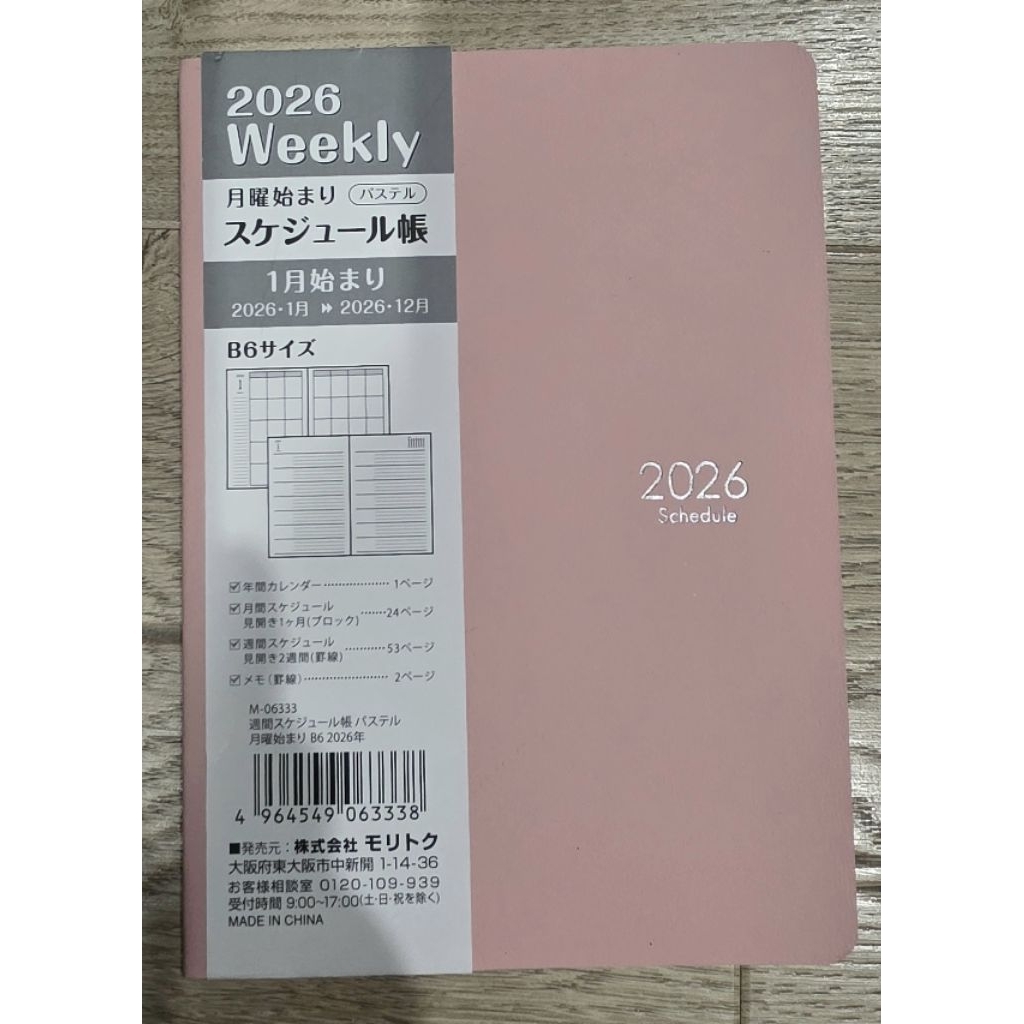 2026
Weekly
月曜始まり パステル
スケジュール帳
1月始まり
2026・1月 2026・12月
B6サイズ
1
1
年間カレンダー……………… 1ページ
月間スケジュール
見開き1ヶ月(ブロック) ……24ページ
週間スケジュール
見開き2週間(罫線) …………53ページ
メモ(罫線)…………………… 2ページ
M-06333
週間スケジュール帳 パステル
月曜始まり B6 2026年
4 964549 063338
■発売元：株式会社 モリトク
大阪府東大阪市中新開 1-14-36
お客様相談室 0120-109-939
受付時間 9:00~17:00(土・日・祝を除く)
MADE IN CHINA
2026
Schedule